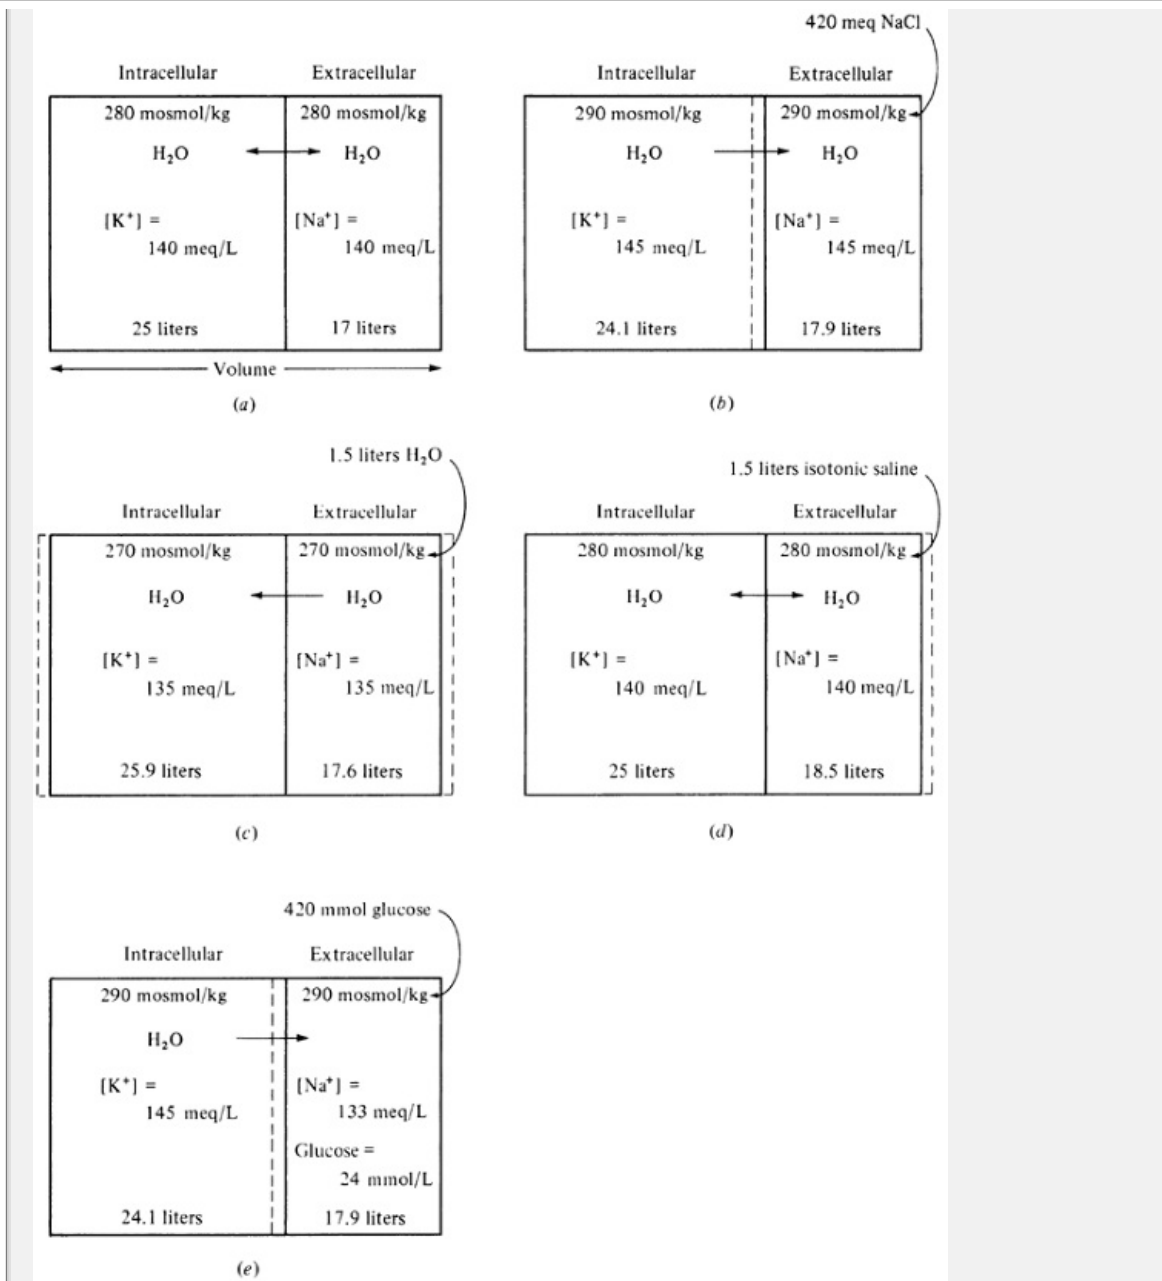 420 meq NaCl
Intracellular Extracellular
280 mosmol/kg 280 mosmol/kg
H₂O H₂O
[K⁺] = [Na⁺] =
140 meq/L 140 meq/L
25 liters 17 liters
Volume
(a)
Intracellular Extracellular
290 mosmol/kg 290 mosmol/kg
H₂O H₂O
[K⁺] = [Na⁺] =
145 meq/L 145 meq/L
24.1 liters 17.9 liters
(b)
1.5 liters H₂O
Intracellular Extracellular
270 mosmol/kg 270 mosmol/kg
H₂O H₂O
[K⁺] = [Na⁺] =
135 meq/L 135 meq/L
25.9 liters 17.6 liters
(c)
1.5 liters isotonic saline
Intracellular Extracellular
280 mosmol/kg 280 mosmol/kg
H₂O H₂O
[K⁺] = [Na⁺] =
140 meq/L 140 meq/L
25 liters 18.5 liters
(d)
420 mmol glucose
Intracellular Extracellular
290 mosmol/kg 290 mosmol/kg
H₂O
[K⁺] = [Na⁺] =
145 meq/L 133 meq/L
Glucose =
24 mmol/L
24.1 liters 17.9 liters
(e)